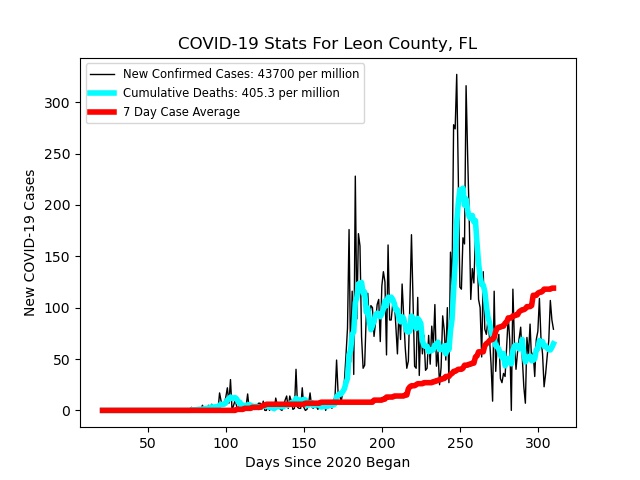 COVID-19 Stats For Leon County, FL
New Confirmed Cases: 43700 per million
Cumulative Deaths: 405.3 per million
7 Day Case Average
New COVID-19 Cases
300
250
200
150
100
50
0
50 100 150 200 250 300
Days Since 2020 Began